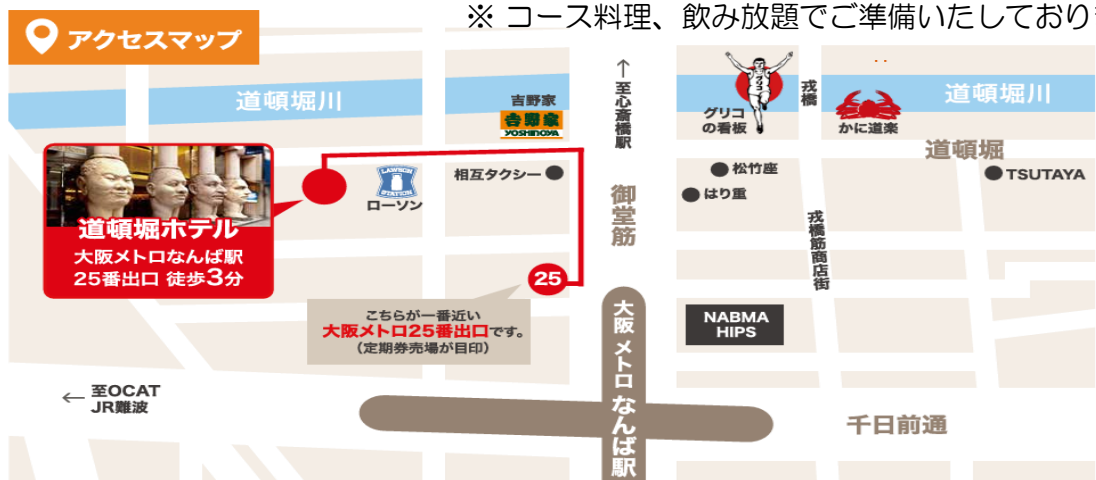 ※ コース料理、飲み放題でご準備いたしており
アクセスマップ
道頓堀川
吉野家
吉野家
YOSHINOYA
↑
至心斎橋駅
グリコ
の看板
戎橋
かに道楽
道頓堀川
道頓堀
LAWSON
STATION
ローソン
相互タクシー
御堂筋
松竹座
はり重
TSUTAYA
戎橋筋商店街
道頓堀ホテル
大阪メトロなんば駅
25番出口 徒歩3分
25
こちらが一番近い
大阪メトロ25番出口です。
(定期券売場が目印)
大阪メトロなんば駅
NABMA
HIPS
← 至OCAT
JR難波
千日前通